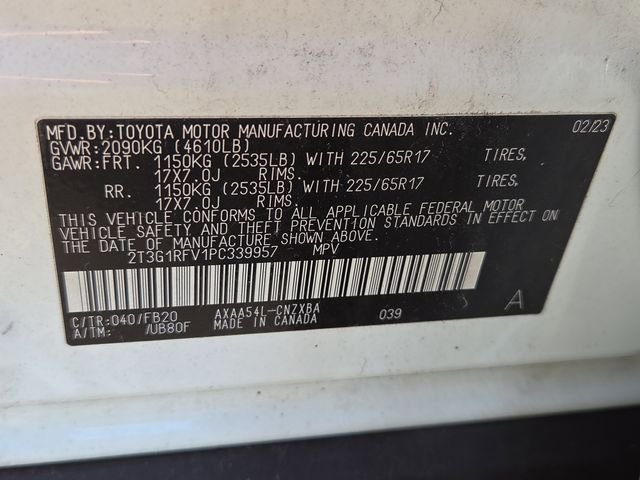 MFD.BY:TOYOTA MOTOR MANUFACTURING CANADA INC. 02/23
GVWR:2090KG (4610LB)
GAWR:FRT. 1150KG (2535LB) WITH 225/65R17 TIRES,
17X7.0J RIMS.
RR. 1150KG (2535LB) WITH 225/65R17 TIRES,
17X7.0J RIMS.
THIS VEHICLE CONFORMS TO ALL APPLICABLE FEDERAL MOTOR
VEHICLE SAFETY AND THEFT PREVENTION STANDARDS IN EFFECT ON
THE DATE OF MANUFACTURE SHOWN ABOVE.
2T3G1RFV1PC339957 MPV
C/TR:040/FB20 AXAA54L-CNZXBA 039 A
A/TM: /UB80F MADE IN CANADA